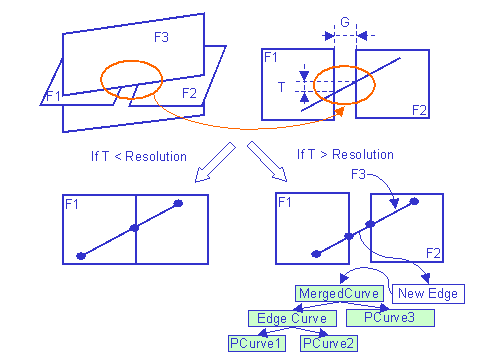 G
F3
F1
F1
F2
T
F2
If T < Resolution
If T > Resolution
F3
F1
F1
F2
MergedCurve
New Edge
Edge Curve
PCurve3
PCurve1
PCurve2